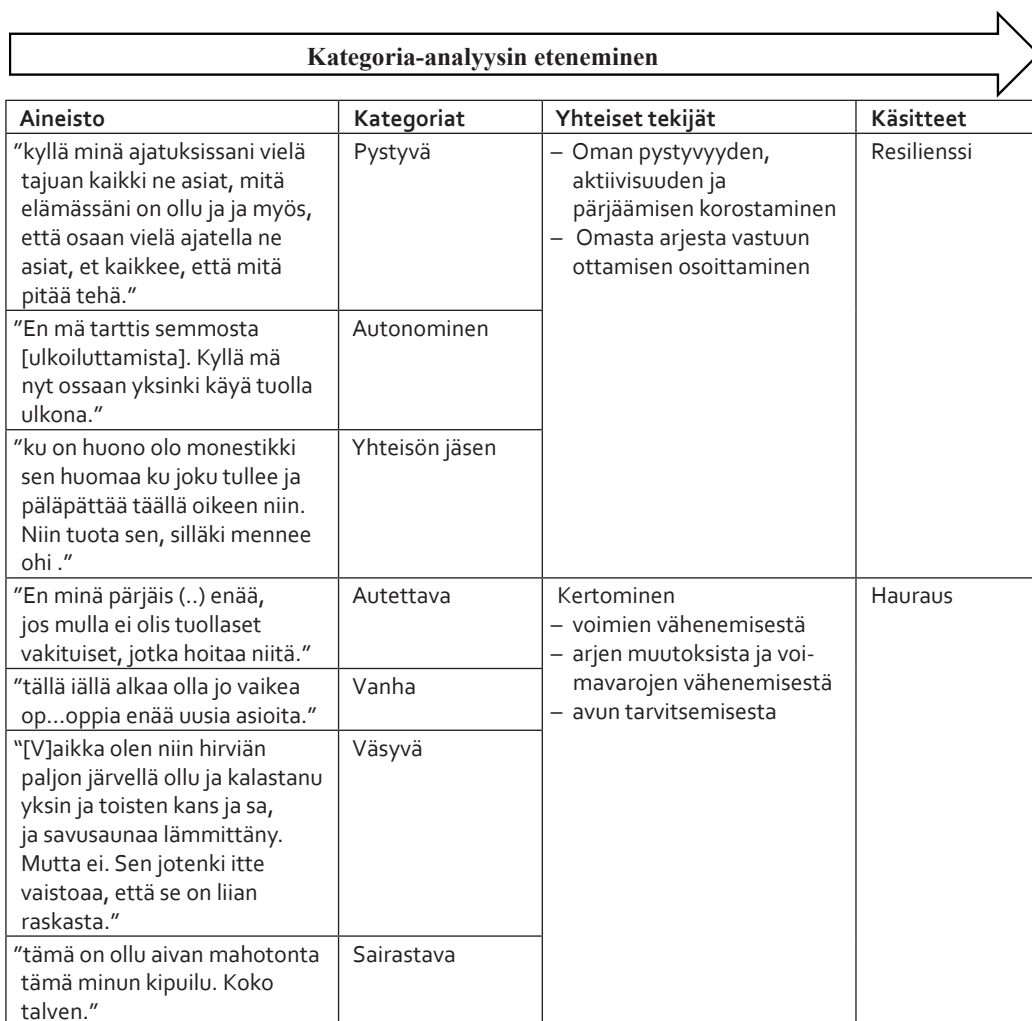 Kategoria-analyysin eteneminen
Aineisto
Kategoriat
Yhteiset tekijät
Käsitteet
”kyllä minä ajatuksissani vielä
tajuan kaikki ne asiat, mitä
elämässäni on ollu ja ja myös,
että osaan vielä ajatella ne
asiat, et kaikkee, että mitä
pitää tehä.”
Pystyvä
– Oman pystyvyyden,
aktiivisuuden ja
pärjäämisen korostaminen
– Omasta arjesta vastuun
ottamisen osoittaminen
Resilienssi
”En mä tarttis semmosta
[ulkoiluttamista]. Kyllä mä
nyt ossaan yksinki käyä tuolla
ulkona.”
Autonominen
”ku on huono olo monestikki
sen huomaa ku joku tullee ja
päläpättää täällä oikeen niin.
Niin tuota sen, silläki mennee
ohi .”
Yhteisön jäsen
”En minä pärjäis (..) enää,
jos mulla ei olis tuollaset
vakituiset, jotka hoitaa niitä.”
Autettava
Kertominen
– voimien vähenemisestä
– arjen muutoksista ja voi-
mavarojen vähenemisestä
– avun tarvitsemisesta
Hauraus
”tällä iällä alkaa olla jo vaikea
op...oppia enää uusia asioita.”
Vanha
“[V]aikka olen niin hirviän
paljon järvellä ollu ja kalastanu
yksin ja toisten kans ja sa,
ja savusaunaa lämmittäny.
Mutta ei. Sen jotenki itte
vaistoaa, että se on liian
raskasta.”
Väsyvä
”tämä on ollu aivan mahotonta
tämä minun kipuilu. Koko
talven.”
Sairastava